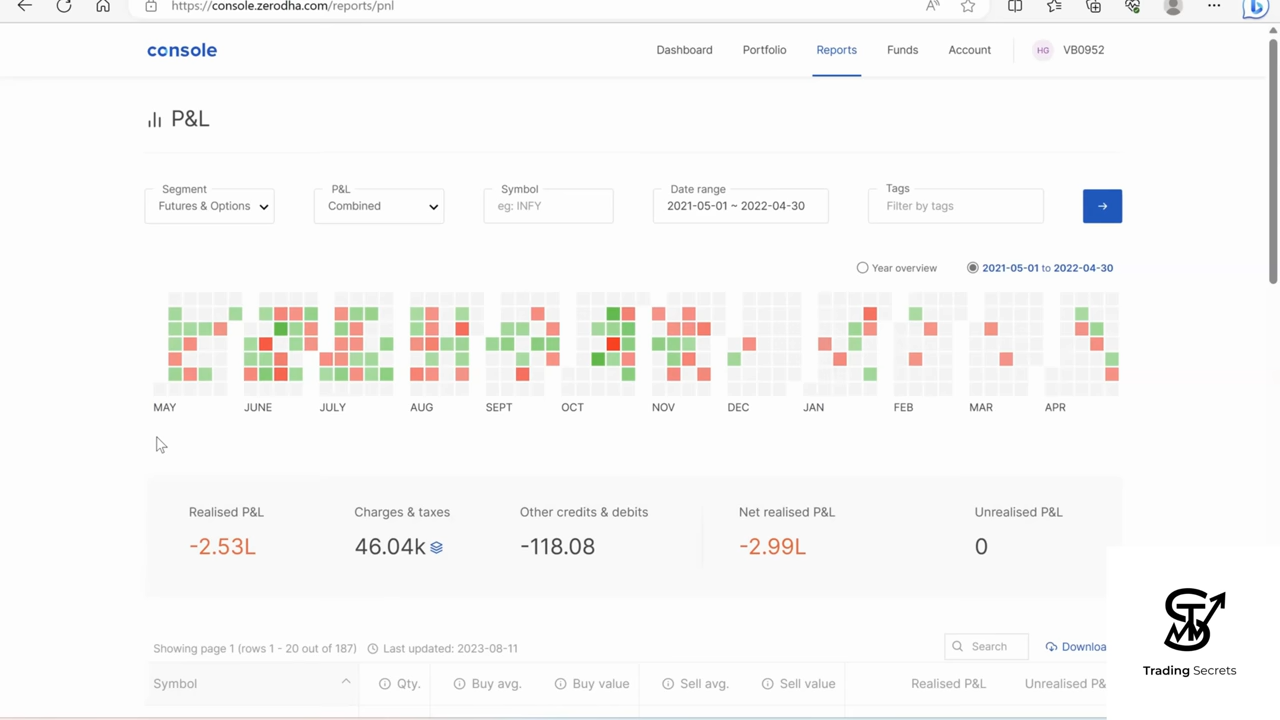 https://console.zerodha.com/reports/pnl
console
Dashboard Portfolio Reports Funds Account HG VB0952
P&L
Segment P&L Symbol Date range Tags
Futures & Options Combined eg: INFY 2021-05-01 ~ 2022-04-30 Filter by tags
Year overview 2021-05-01 to 2022-04-30
MAY JUNE JULY AUG SEPT OCT NOV DEC JAN FEB MAR APR
Realised P&L Charges & taxes Other credits & debits Net realised P&L Unrealised P&L
-2.53L 46.04k -118.08 -2.99L 0
Showing page 1 (rows 1 - 20 out of 187) Last updated: 2023-08-11 Search Downloa
Symbol Qty. Buy avg. Buy value Sell avg. Sell value Realised P&L Unrealised P&
Trading Secrets